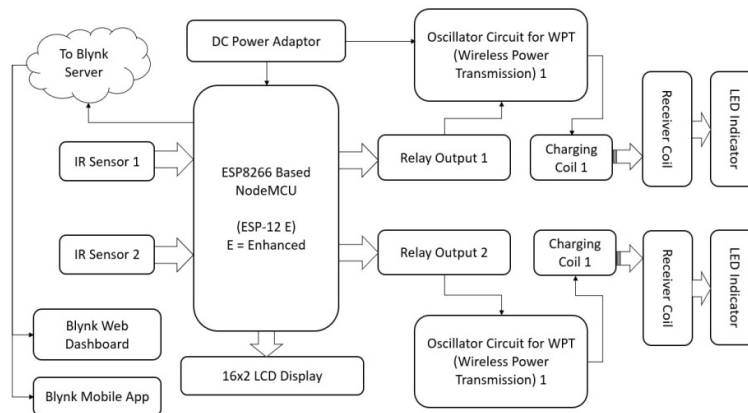 To Blynk
Server
DC Power Adaptor
Oscillator Circuit for WPT
(Wireless Power
Transmission) 1
IR Sensor 1
ESP8266 Based
NodeMCU
(ESP-12 E)
E = Enhanced
Relay Output 1
Charging
Coil 1
Receiver Coil
LED Indicator
IR Sensor 2
Relay Output 2
Charging
Coil 1
Receiver Coil
LED Indicator
Blynk Web
Dashboard
Oscillator Circuit for WPT
(Wireless Power
Transmission) 1
16x2 LCD Display
Blynk Mobile App